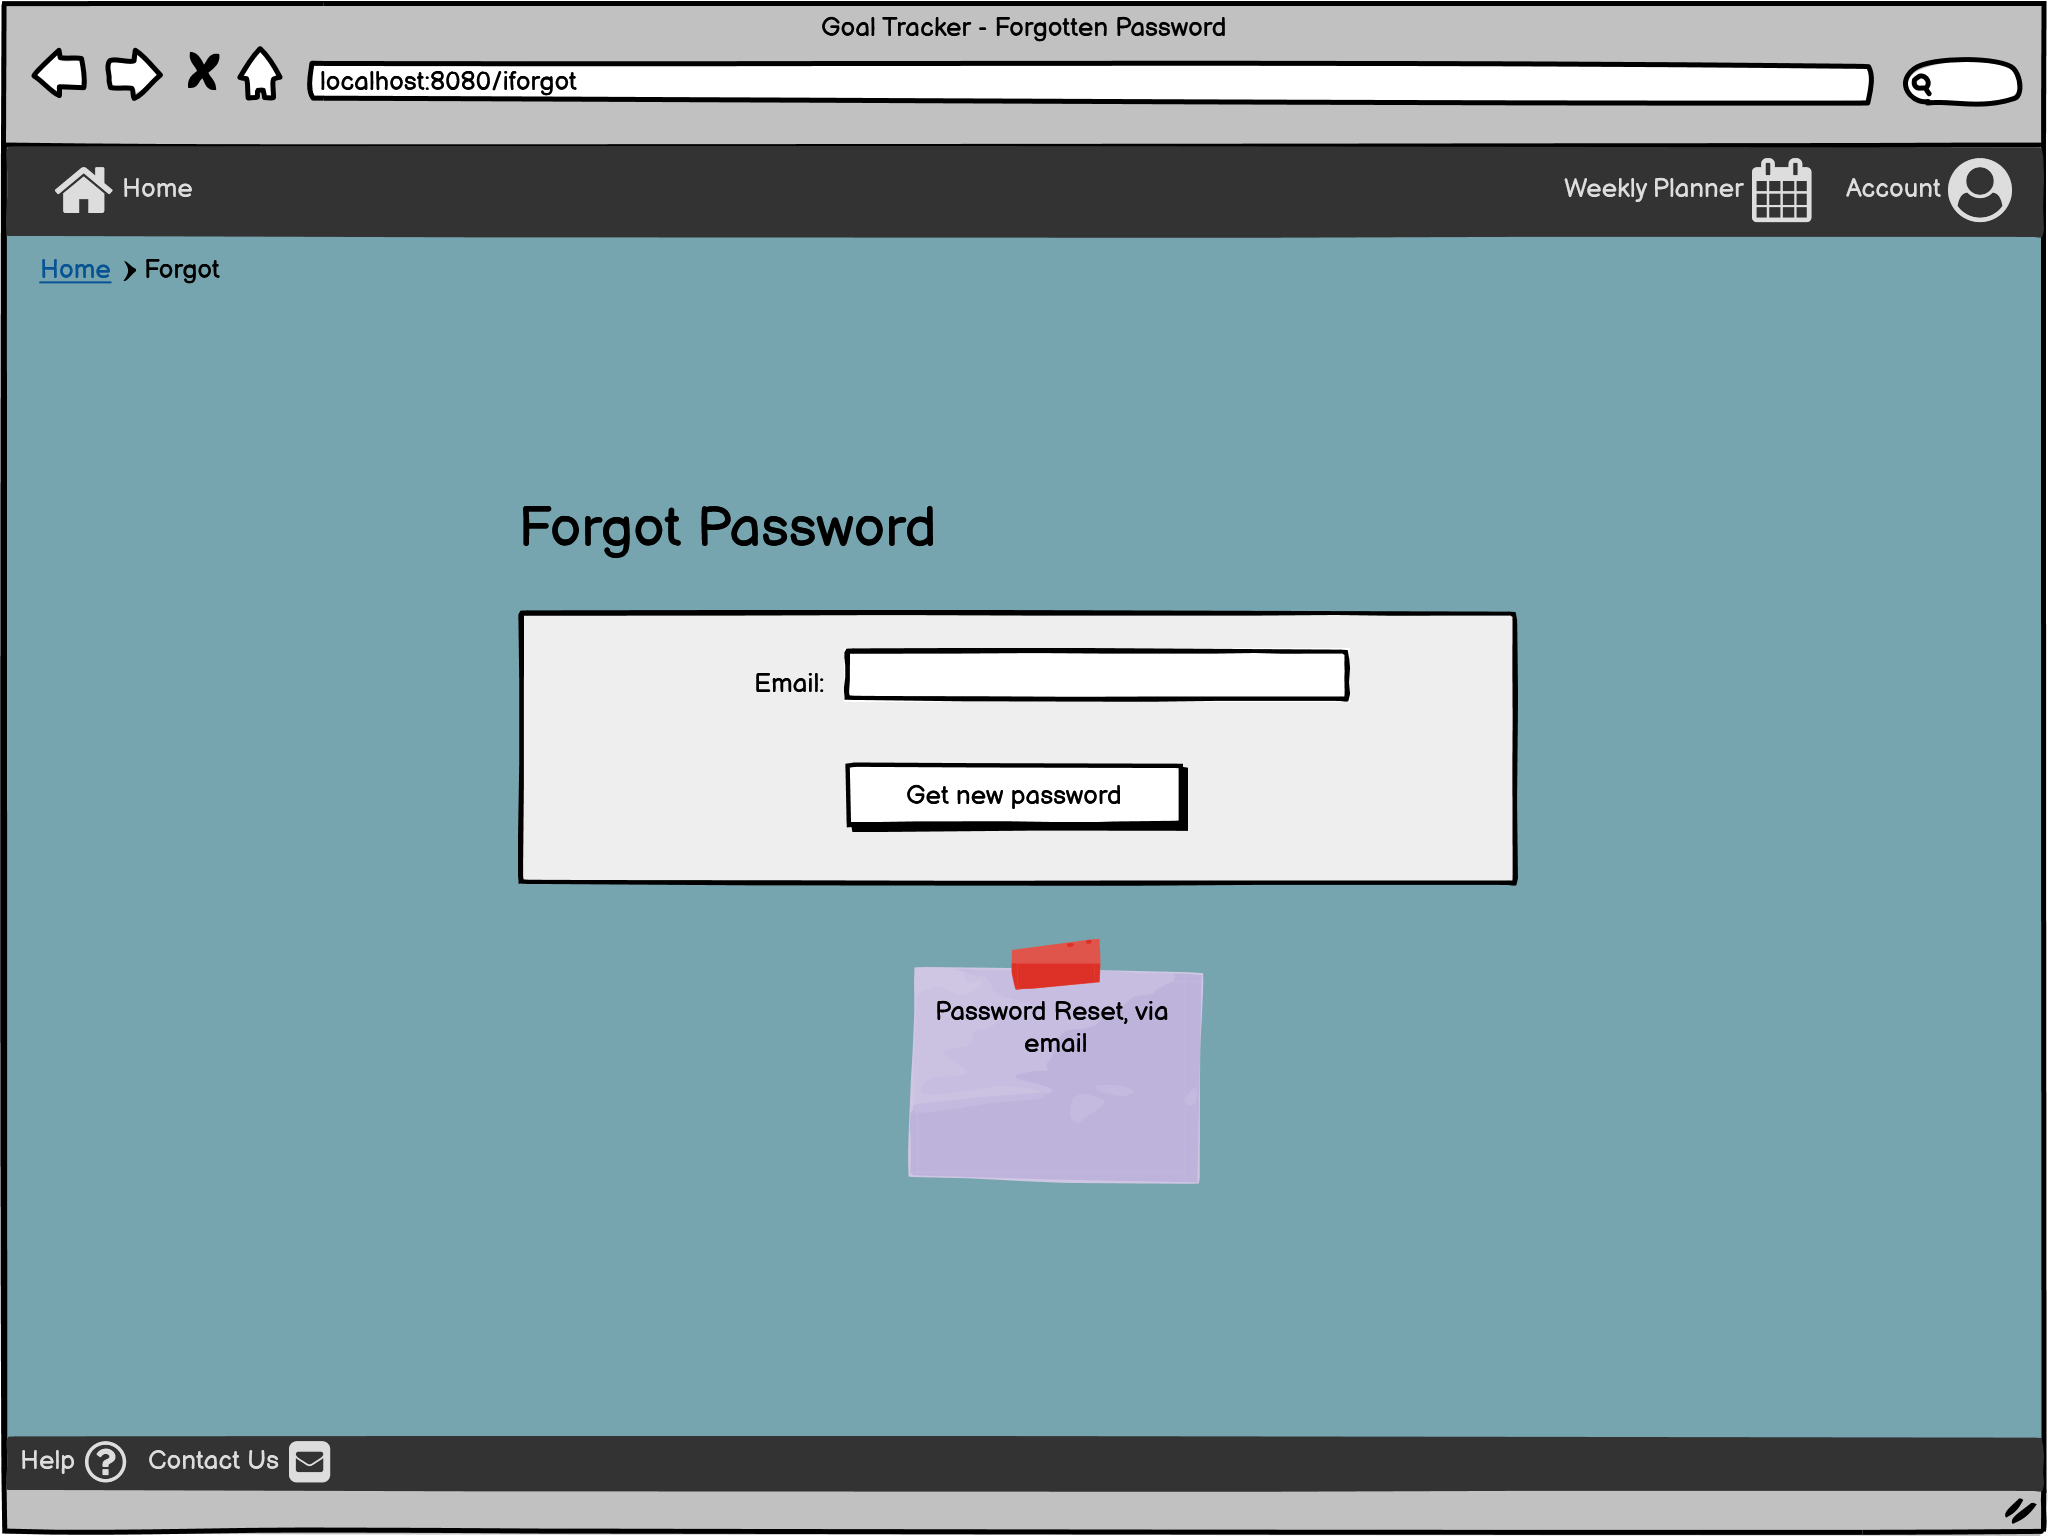 Goal Tracker - Forgotten Password
localhost:8080/iforgot
Home
Weekly Planner
Account
Home
Forgot
Forgot Password
Email:
Get new password
Password Reset, via
email
Help
Contact Us